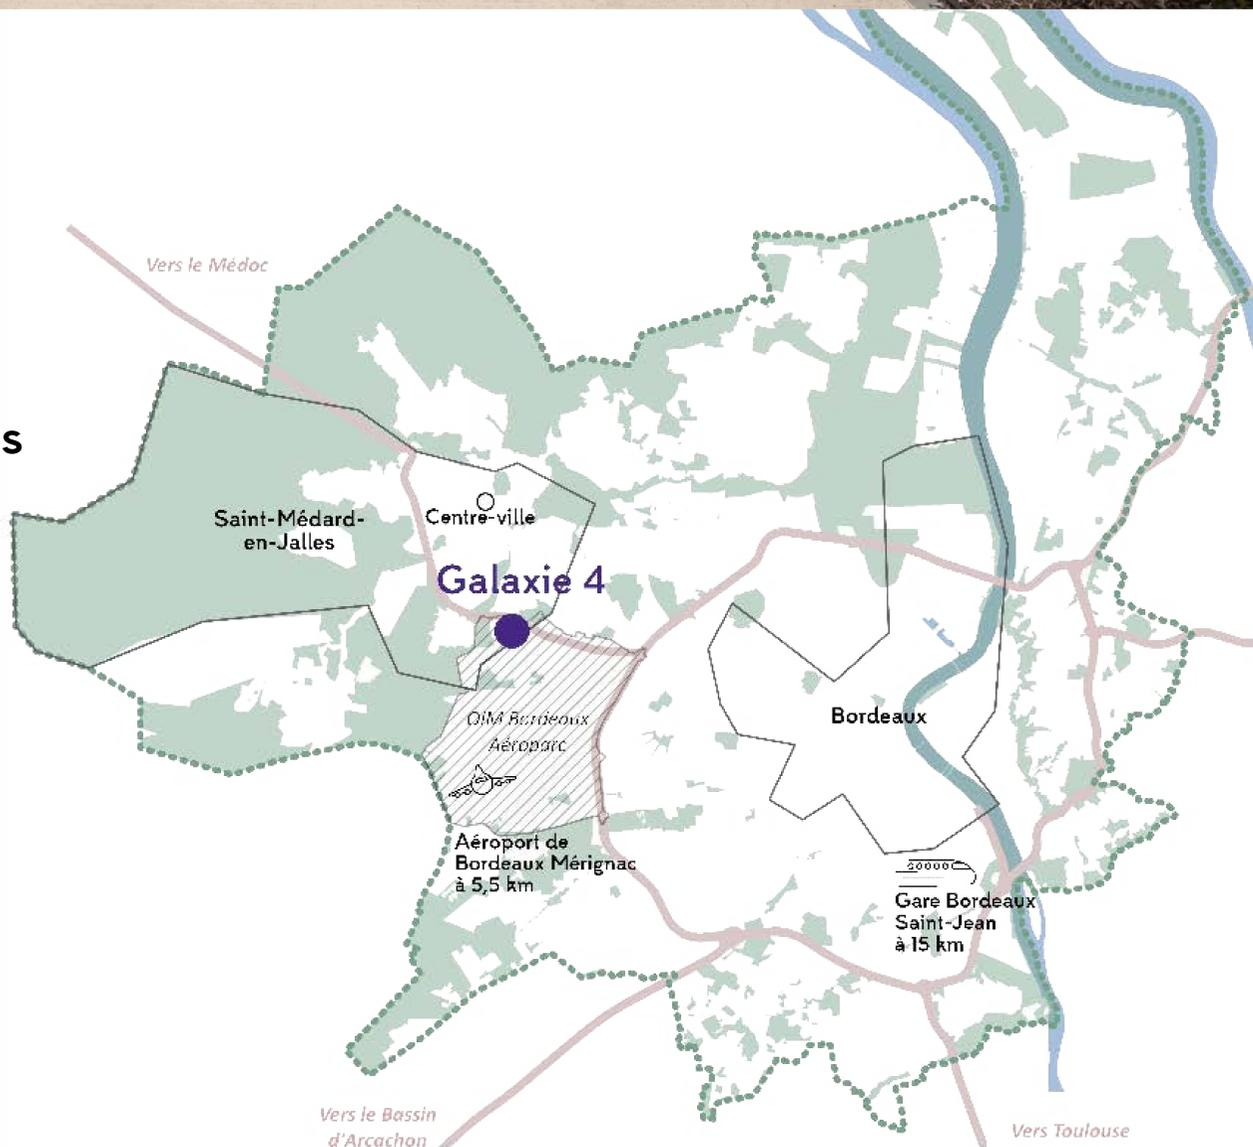 Vers le Médoc
s
Saint-Médard-
en-Jalles
Centre-ville
Galaxie 4
OIM Bordeaux
Aéroparc
Bordeaux
Aéroport de
Bordeaux Mérignac
à 5,5 km
Gare Bordeaux
Saint-Jean
à 15 km
Vers le Bassin
d'Arcachon
Vers Toulouse